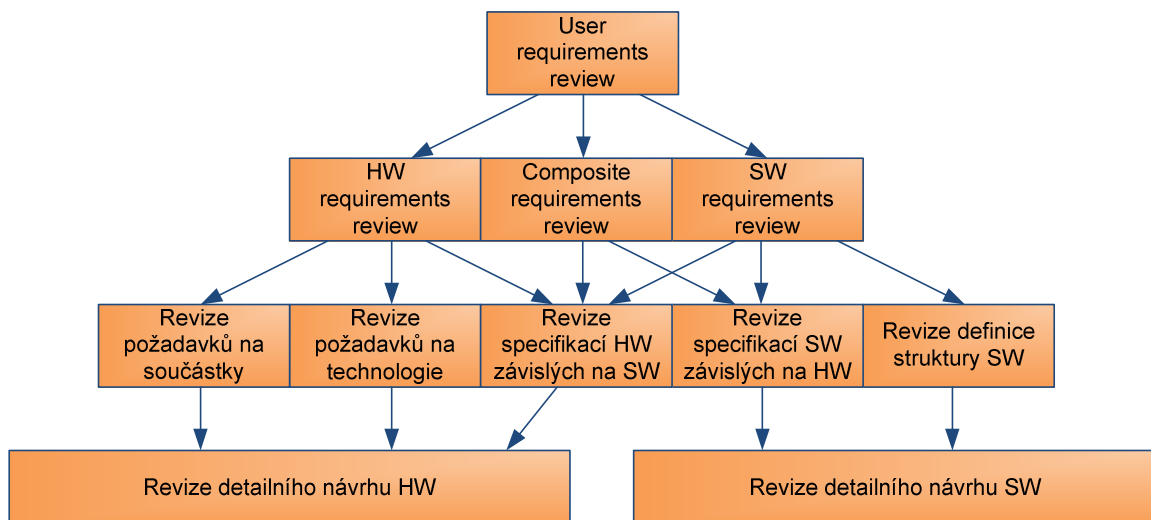 User
requirements
review
HW
requirements
review
Composite
requirements
review
SW
requirements
review
Revize
požadavků na
součástky
Revize
požadavků na
technologie
Revize
specifikací HW
závislých na SW
Revize
specifikací SW
závislých na HW
Revize definice
struktury SW
Revize detailního návrhu HW
Revize detailního návrhu SW